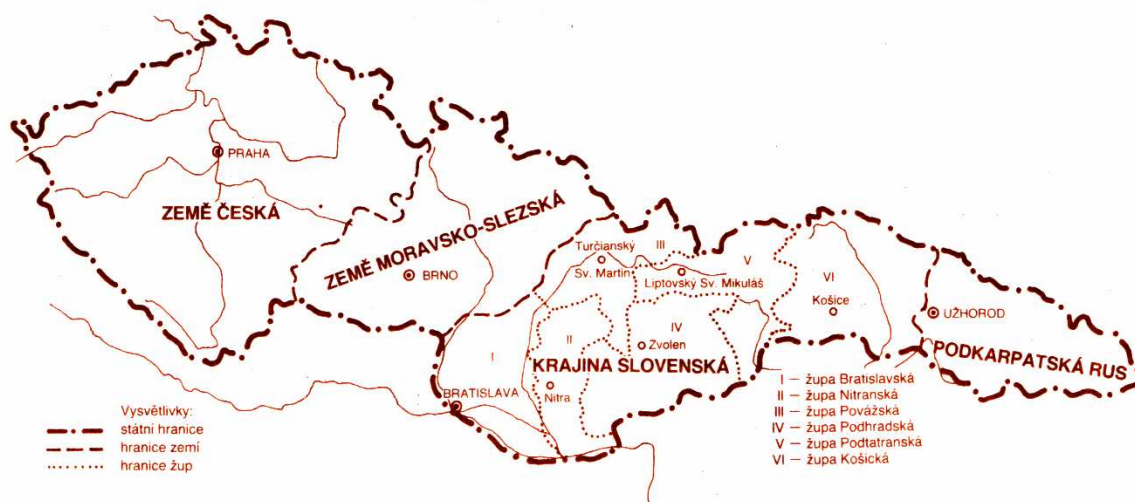 PRAHA
ZEMĚ ČESKÁ
ZEMĚ MORAVSKO-SLEZSKÁ
BRNO
Turčianský
Sv. Martin
III
V
Liptovský Sv. Mikuláš
VI
Košice
UŽHOROD
II
IV
Zvolen
I
KRAJINA SLOVENSKÁ
PODKARPATSKÁ RUS
BRATISLAVA
Nitra
Vysvětlivky:
státní hranice
hranice zemí
hranice žup
I — župa Bratislavská
II — župa Nitranská
III — župa Povážská
IV — župa Podhradská
V — župa Podtatranská
VI — župa Košická